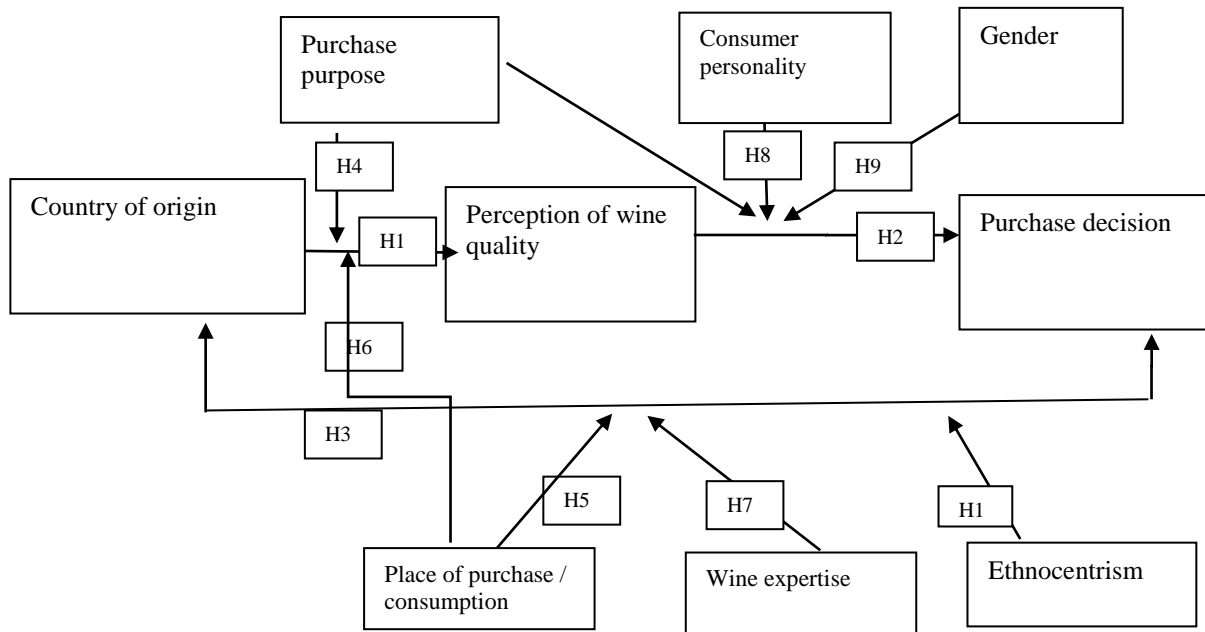 Purchase
purpose
Consumer
personality
Gender
H4
H8
H9
Country of origin
H1
Perception of wine
quality
H2
Purchase decision
H6
H3
H5
H7
H1
Place of purchase /
consumption
Wine expertise
Ethnocentrism